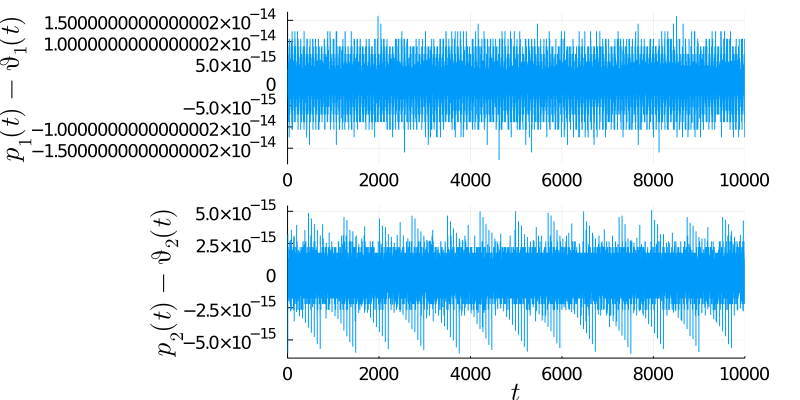 p₁(t) − ϑ₁(t)
1.5000000000000002×10⁻¹⁴
1.0000000000000002×10⁻¹⁴
5.0×10⁻¹⁵
0
−5.0×10⁻¹⁵
−1.0000000000000002×10⁻¹⁴
−1.5000000000000002×10⁻¹⁴
0 2000 4000 6000 8000 10000
p₂(t) − ϑ₂(t)
5.0×10⁻¹⁵
2.5×10⁻¹⁵
0
−2.5×10⁻¹⁵
−5.0×10⁻¹⁵
0 2000 4000 6000 8000 10000
t